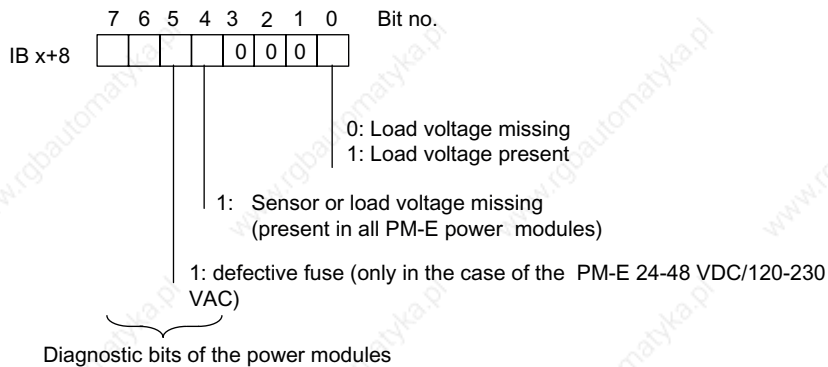 7 6 5 4 3 2 1 0 Bit no.
IB x+8 0 0 0
0: Load voltage missing
1: Load voltage present
1: Sensor or load voltage missing
(present in all PM-E power modules)
1: defective fuse (only in the case of the PM-E 24-48 VDC/120-230
VAC)
Diagnostic bits of the power modules
www.rgbautomatyka.pl